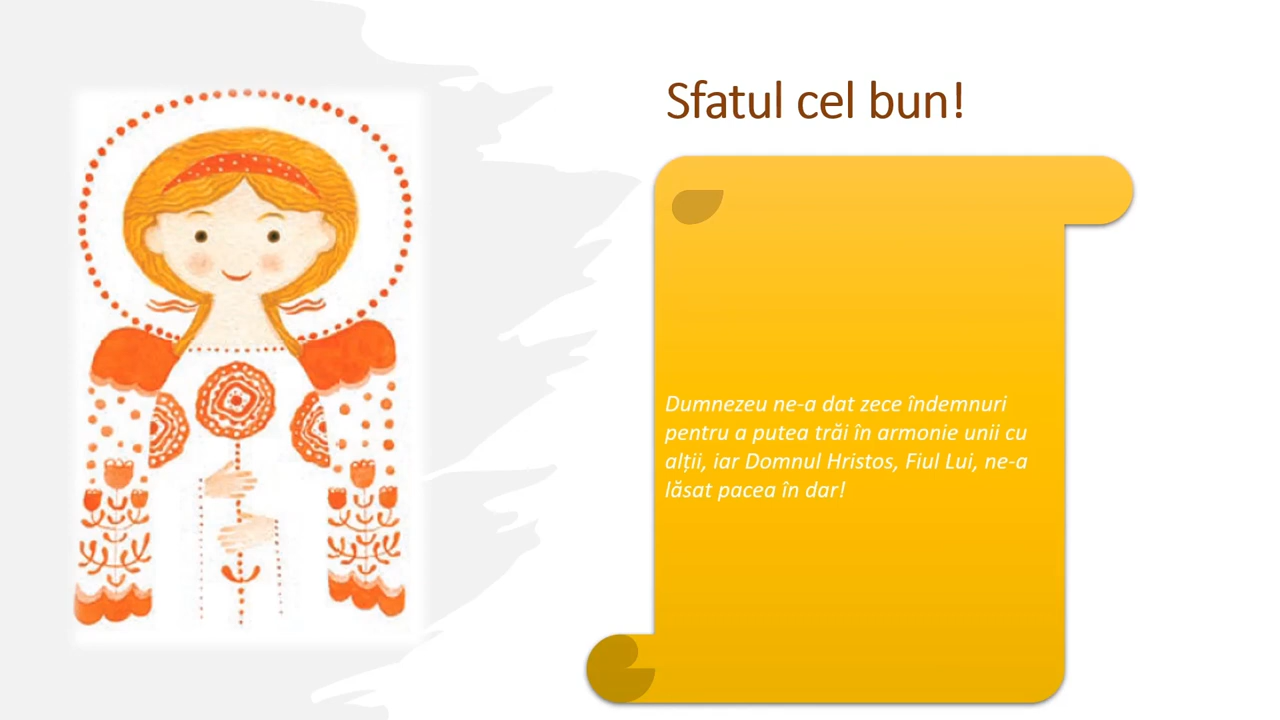 Sfatul cel bun!
Dumnezeu ne-a dat zece îndemnuri
pentru a putea trăi în armonie unii cu
alții, iar Domnul Hristos, Fiul Lui, ne-a
lăsat pacea în dar!